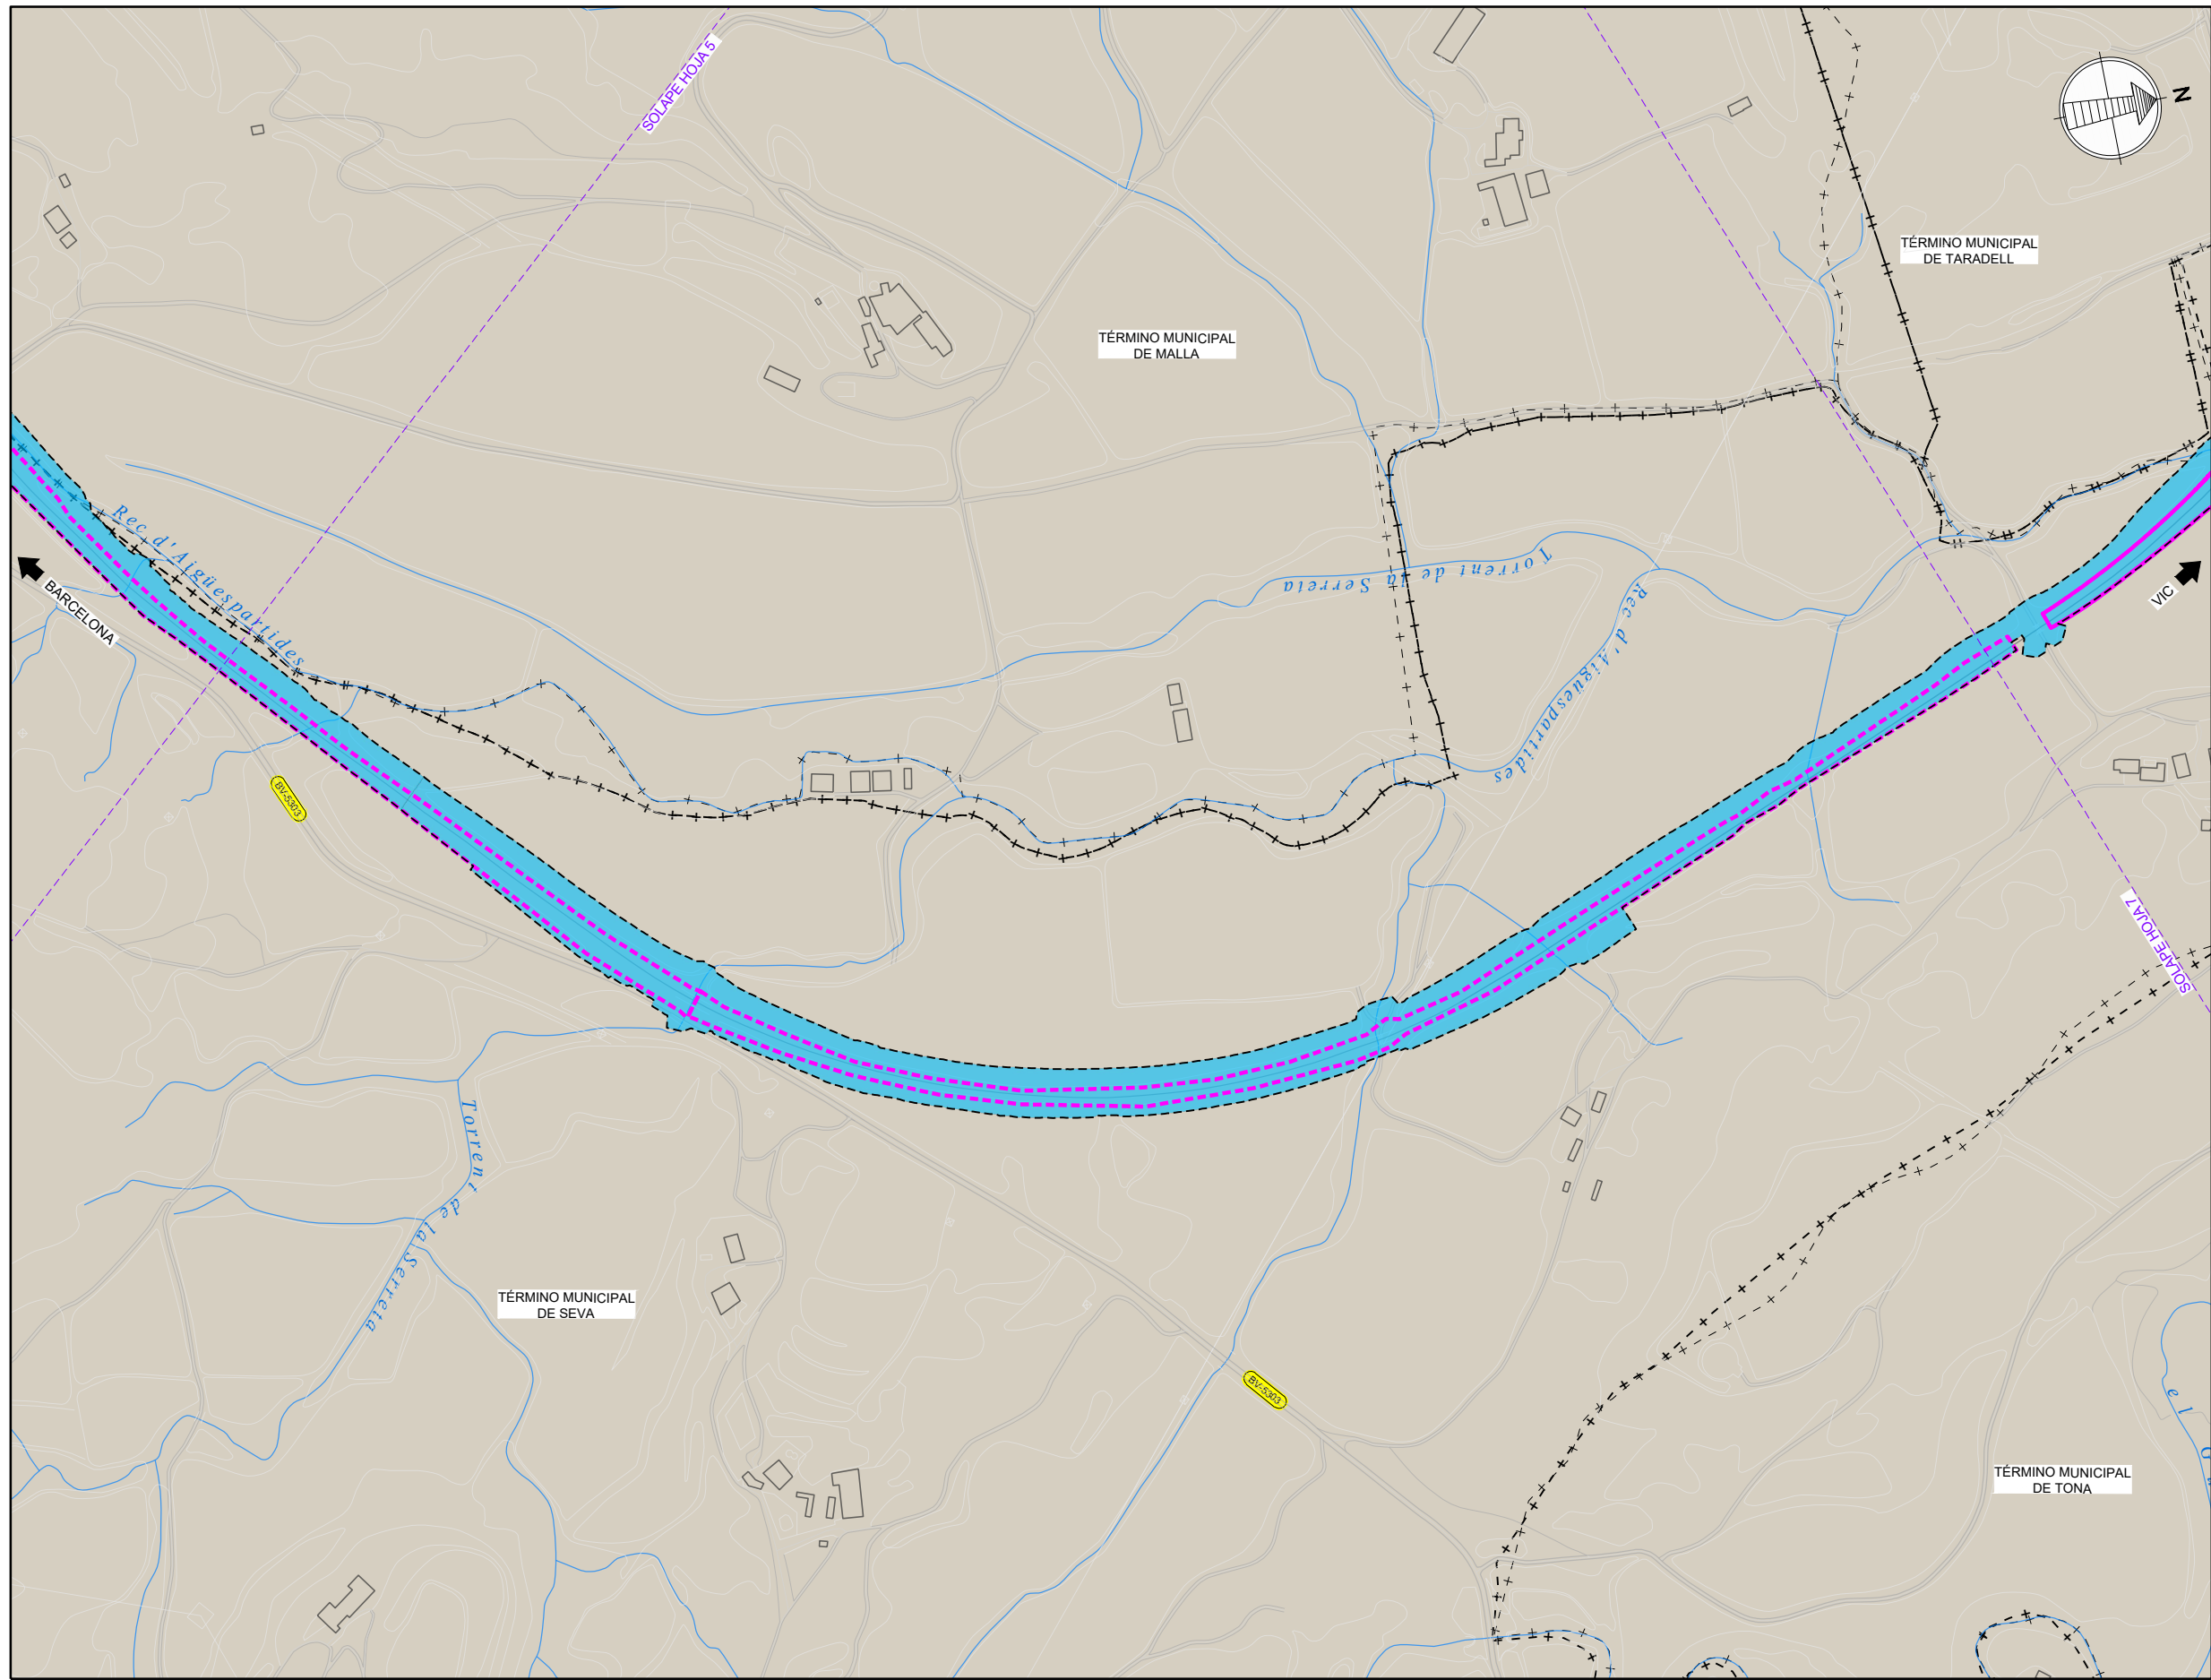 SOLAPE HOJA 5
N
TÉRMINO MUNICIPAL
DE TARADELL
TÉRMINO MUNICIPAL
DE MALLA
Rec d'Aigüespartides
BARCELONA
Torrent de la Serreta
VIC
Rec d'Aigüespartides
BV-5303
SOLAPE HOJA 7
Torrent de la Serreta
TÉRMINO MUNICIPAL
DE SEVA
BV-5303
el
TÉRMINO MUNICIPAL
DE TONA